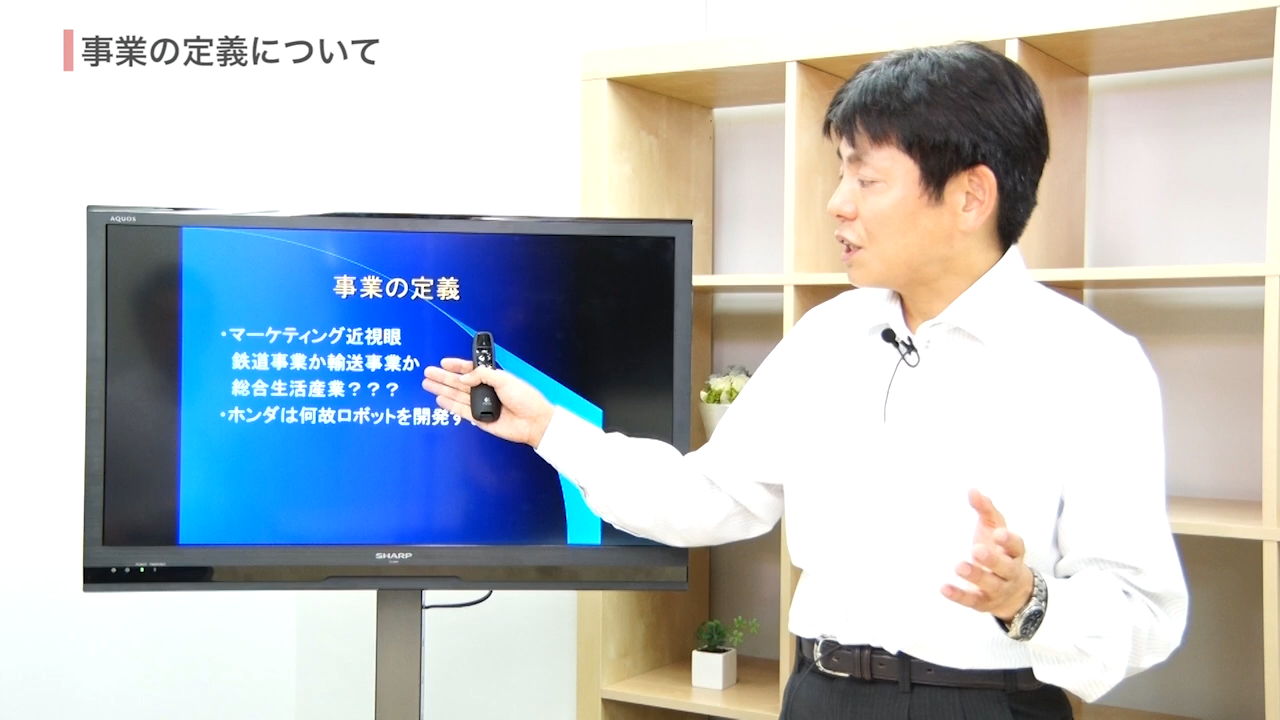 事業の定義について
AQUOS
事業の定義
・マーケティング近視眼
鉄道事業か輸送事業か
総合生活産業???
・ホンダは何故ロボットを開発す
SHARP